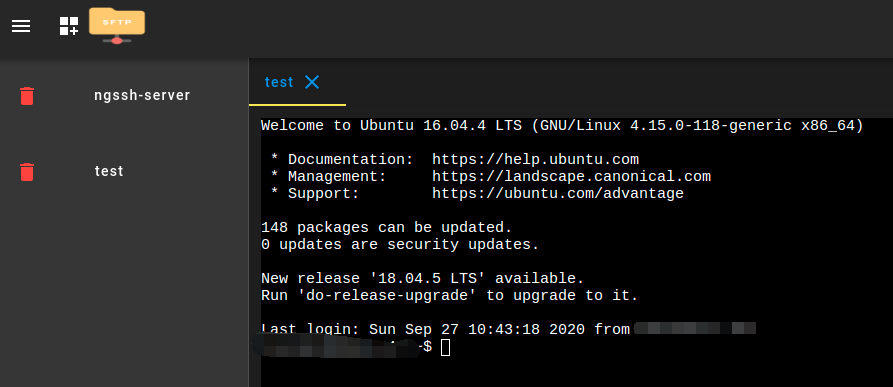 SFTP
ngssh-server
test
test
Welcome to Ubuntu 16.04.4 LTS (GNU/Linux 4.15.0-118-generic x86_64)
* Documentation: https://help.ubuntu.com
* Management: https://landscape.canonical.com
* Support: https://ubuntu.com/advantage
148 packages can be updated.
0 updates are security updates.
New release '18.04.5 LTS' available.
Run 'do-release-upgrade' to upgrade to it.
Last login: Sun Sep 27 10:43:18 2020 from
$